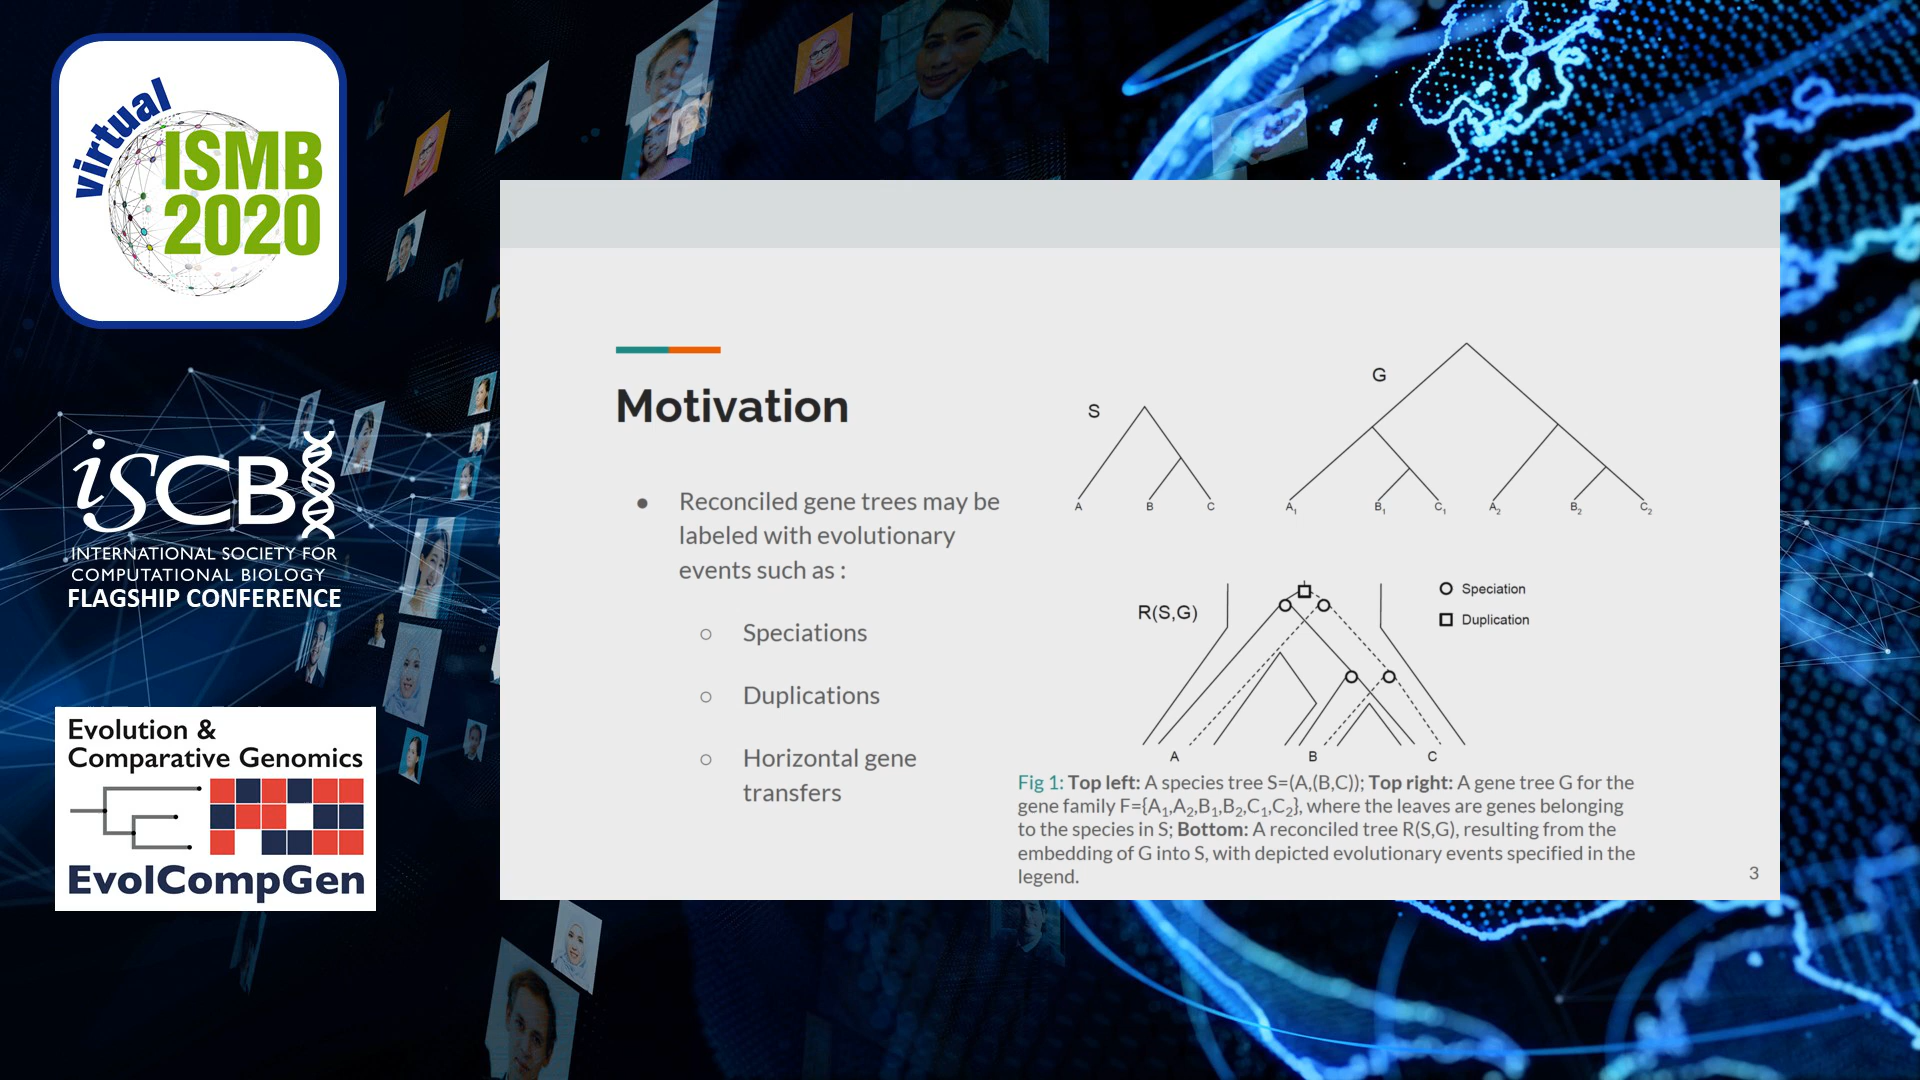 virtual
ISMB
2020
iSCB
INTERNATIONAL SOCIETY FOR
COMPUTATIONAL BIOLOGY
FLAGSHIP CONFERENCE
Evolution &
Comparative Genomics
EvolCompGen
Motivation
● Reconciled gene trees may be
labeled with evolutionary
events such as :
○ Speciations
○ Duplications
○ Horizontal gene
transfers
S
A B C
G
A₁ B₁ C₁ A₂ B₂ C₂
R(S,G)
Speciation
Duplication
A B C
Fig 1: Top left: A species tree S=(A,(B,C)); Top right: A gene tree G for the
gene family F={A₁,A₂,B₁,B₂,C₁,C₂}, where the leaves are genes belonging
to the species in S; Bottom: A reconciled tree R(S,G), resulting from the
embedding of G into S, with depicted evolutionary events specified in the
legend.
3